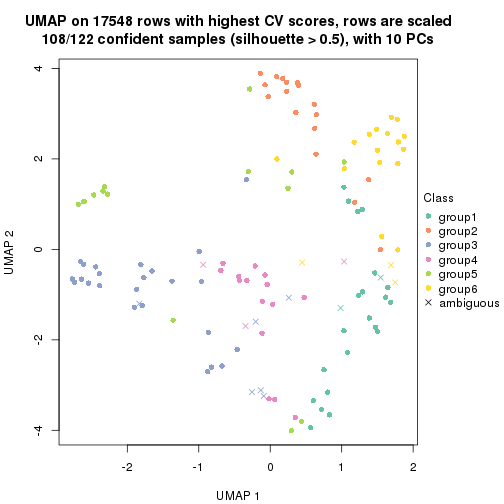 UMAP on 17548 rows with highest CV scores, rows are scaled
108/122 confident samples (silhouette > 0.5), with 10 PCs
4
2
0
-2
-4
UMAP 2
-2
-1
0
1
2
UMAP 1
Class
group1
group2
group3
group4
group5
group6
ambiguous